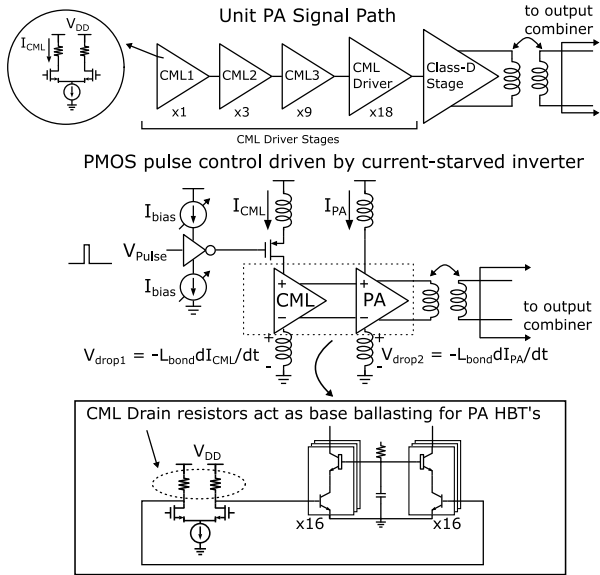 Unit PA Signal Path
to output
combiner
V_DD
I_CML
CML1
CML2
CML3
CML
Driver
Class-D
Stage
x1
x3
x9
x18
CML Driver Stages
PMOS pulse control driven by current-starved inverter
I_bias
I_CML
I_PA
V_Pulse
I_bias
+
-
CML
+
-
PA
to output
combiner
+
-
+
-
V_drop1 = -L_bond dI_CML/dt
V_drop2 = -L_bond dI_PA/dt
CML Drain resistors act as base ballasting for PA HBT's
V_DD
x16
x16